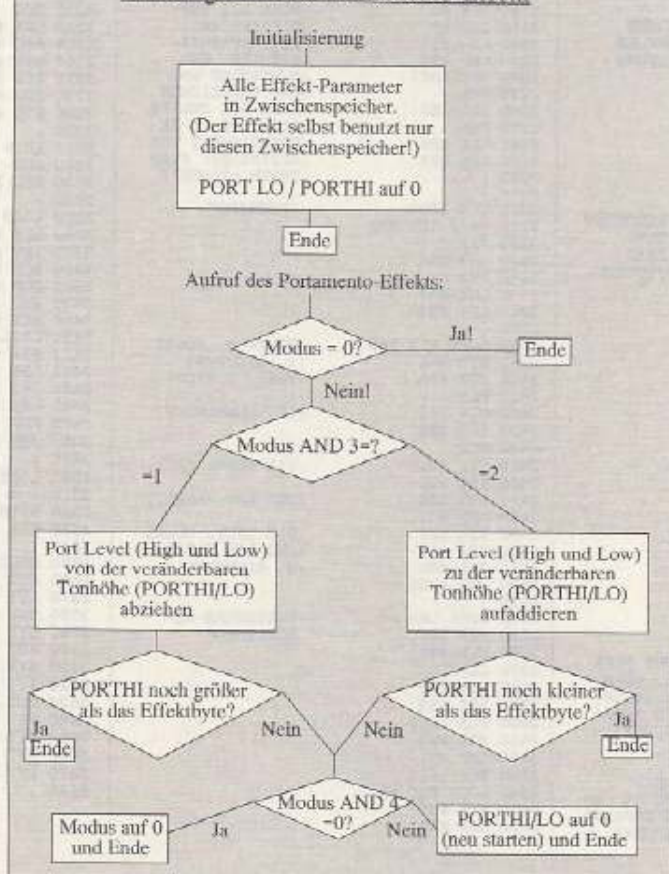 Initialisierung
Alle Effekt-Parameter
in Zwischenspeicher.
(Der Effekt selbst benutzt nur
diesen Zwischenspeicher!)
PORT LO / PORTHI auf 0
Ende
Aufruf des Portamento-Effekts:
Modus = 0?
Ja!
Ende
Nein!
Modus AND 3=?
=1
=2
Port Level (High und Low)
von der veränderbaren
Tonhöhe (PORTHI/LO)
abziehen
Port Level (High und Low)
zu der veränderbaren
Tonhöhe (PORTHI/LO)
aufaddieren
PORTHI noch größer
als das Effektbyte?
Ja
Ende
Nein
PORTHI noch kleiner
als das Effektbyte?
Nein
Ja
Ende
Modus AND 4
=0?
Ja
Nein
Modus auf 0
und Ende
PORTHI/LO auf 0
(neu starten) und Ende